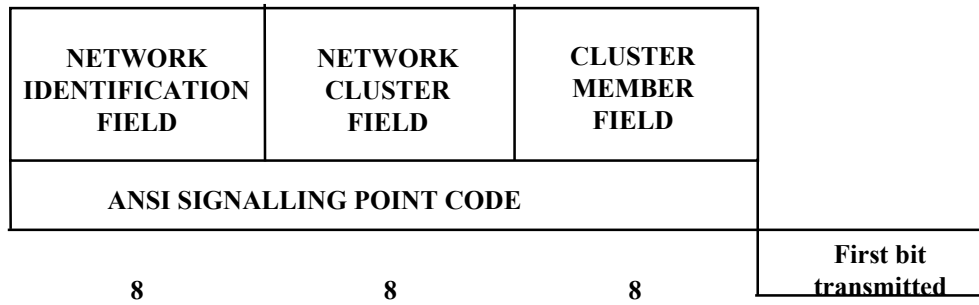 NETWORK
IDENTIFICATION
FIELD
NETWORK
CLUSTER
FIELD
CLUSTER
MEMBER
FIELD
ANSI SIGNALLING POINT CODE
8
8
8
First bit
transmitted